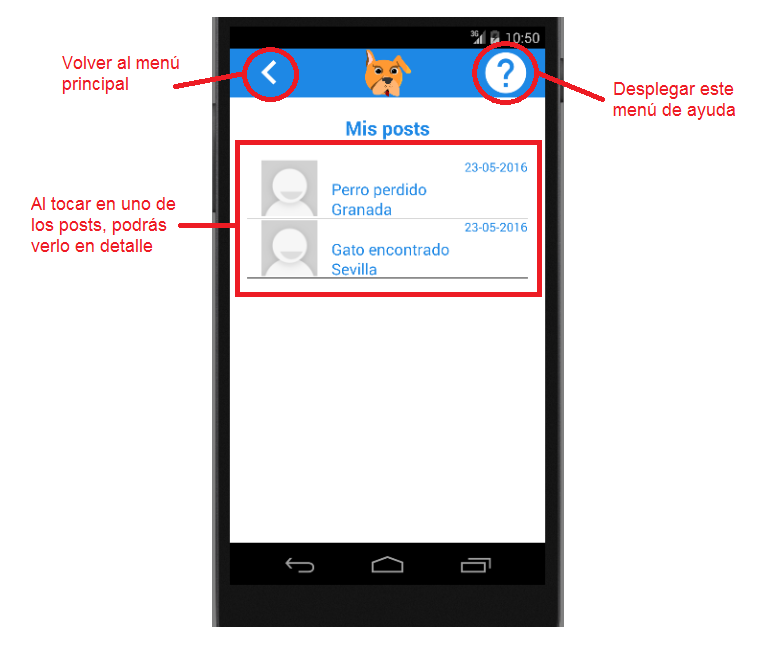 3G 10:50
Volver al menú
principal
?
Desplegar este
menú de ayuda
Mis posts
Al tocar en uno de
los posts, podrás
verlo en detalle
23-05-2016
Perro perdido
Granada
23-05-2016
Gato encontrado
Sevilla